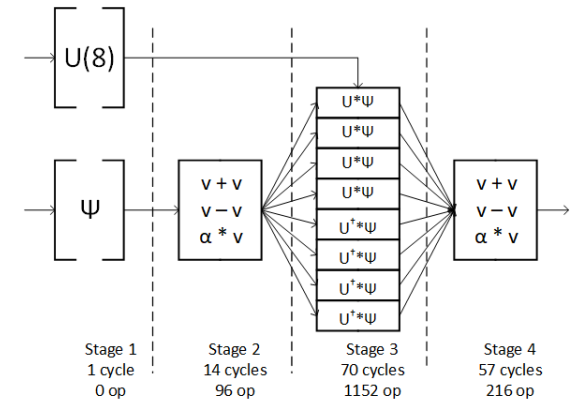 U(8)
Ψ
v + v
v – v
α * v
U*Ψ
U*Ψ
U*Ψ
U*Ψ
U†*Ψ
U†*Ψ
U†*Ψ
U†*Ψ
v + v
v – v
α * v
Stage 1
1 cycle
0 op
Stage 2
14 cycles
96 op
Stage 3
70 cycles
1152 op
Stage 4
57 cycles
216 op